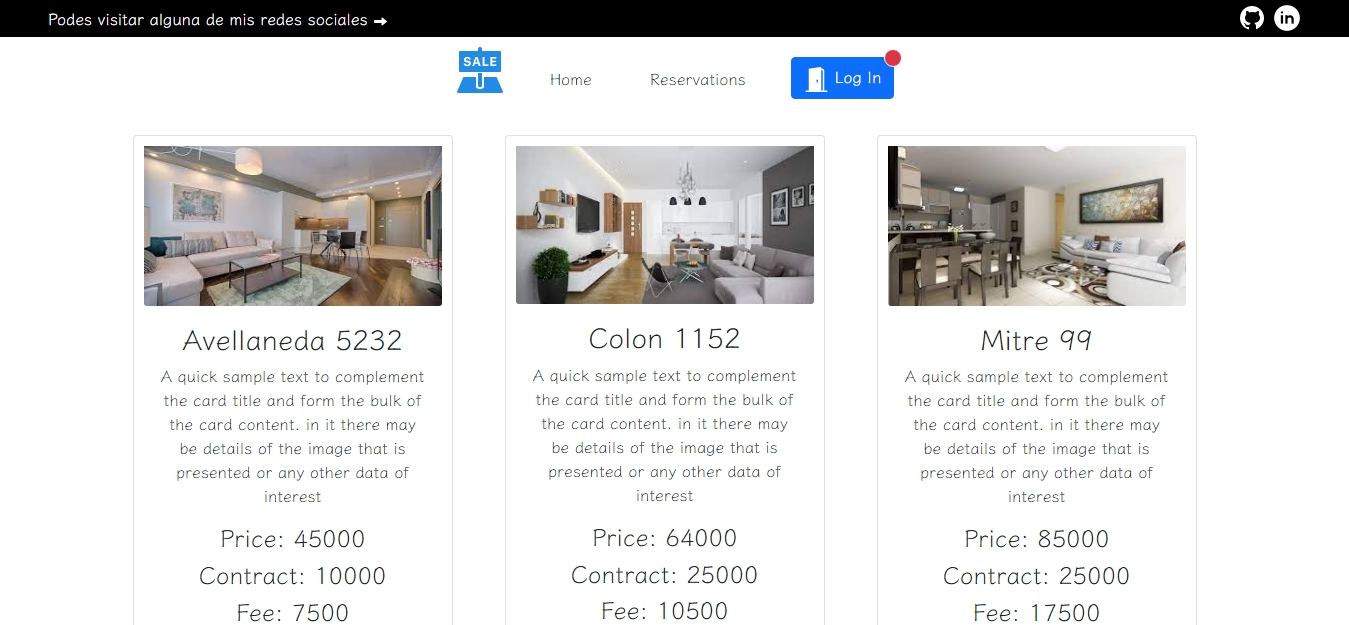 Podes visitar alguna de mis redes sociales
SALE
Home
Reservations
Log In
Avellaneda 5232
A quick sample text to complement
the card title and form the bulk of
the card content. in it there may
be details of the image that is
presented or any other data of
interest
Price: 45000
Contract: 10000
Fee: 7500
Colon 1152
A quick sample text to complement
the card title and form the bulk of
the card content. in it there may
be details of the image that is
presented or any other data of
interest
Price: 64000
Contract: 25000
Fee: 10500
Mitre 99
A quick sample text to complement
the card title and form the bulk of
the card content. in it there may
be details of the image that is
presented or any other data of
interest
Price: 85000
Contract: 25000
Fee: 17500